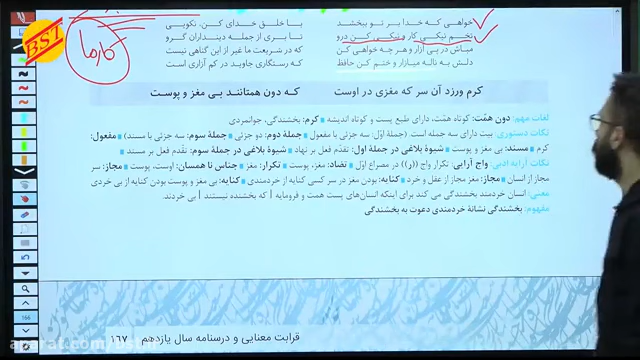 BST
کارما
خواهی که خدا بر تو ببخشد
با خلق خدای کن نکویی
تخم نیکی کار و نیکی کن درو
تا بری از جمله دینداران گرو
مباش در پی آزار و هر چه خواهی کن
که در شریعت ما غیر از این گناهی نیست
دلش به ناله میازار و ختم کن حافظ
که رستگاری جاوید در کم آزاری است
کرم ورزد آن سر که مغزی در اوست
که دون همتانند بی مغز و پوست
لغات مهم: دون همّت: کوتاه همّت، دارای طبع پست و کوتاه اندیشه ■ کرم: بخشندگی، جوانمردی
نکات دستوری: بیت دارای سه جمله است. (جملهٔ اوّل: سه جزئی با مفعول ■ جملهٔ دوم: دو جزئی ■ جملهٔ سوم: سه جزئی با مسند) ■ مفعول:
کرم ■ مسند: بی مغز و پوست ■ شیوهٔ بلاغی در جملهٔ اول: تقدّم فعل بر نهاد ■ شیوهٔ بلاغی در جملهٔ سوم: تقدم فعل بر مسند
نکات آرایه ادبی: واج آرایی: تکرار واج ((ر)) در مصراع اول ■ تضاد: مغز، پوست ■ تکرار: مغز ■ جناس ناهمسان: اوست، پوست ■ مجاز: سر
مجاز از انسان ■ مجاز: مغز مجاز از عقل و خرد ■ کنایه: بودن مغز در سر کسی کنایه از خردمندی ■ کنایه: بی مغز و پوست بودن کنایه از بی خردی
معنی: انسان خردمند بخشندگی می کند برای اینکه انسان‌های پست همت و فرومایه که بخشنده نیستند بی خردند.
مفهوم: بخشندگی نشانهٔ خردمندی دعوت به بخشندگی
قرابت معنایی و درسنامه سال یازدهم ۱۶۷
166
aparat.com/bst